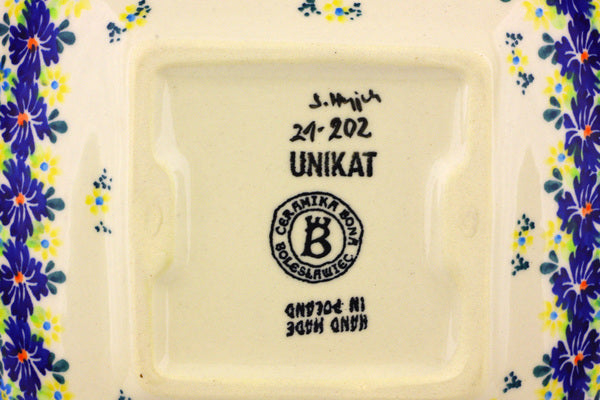 21-202
UNIKAT
CERAMIKA BONA
B
BOLESŁAWIEC
HAND MADE
IN POLAND